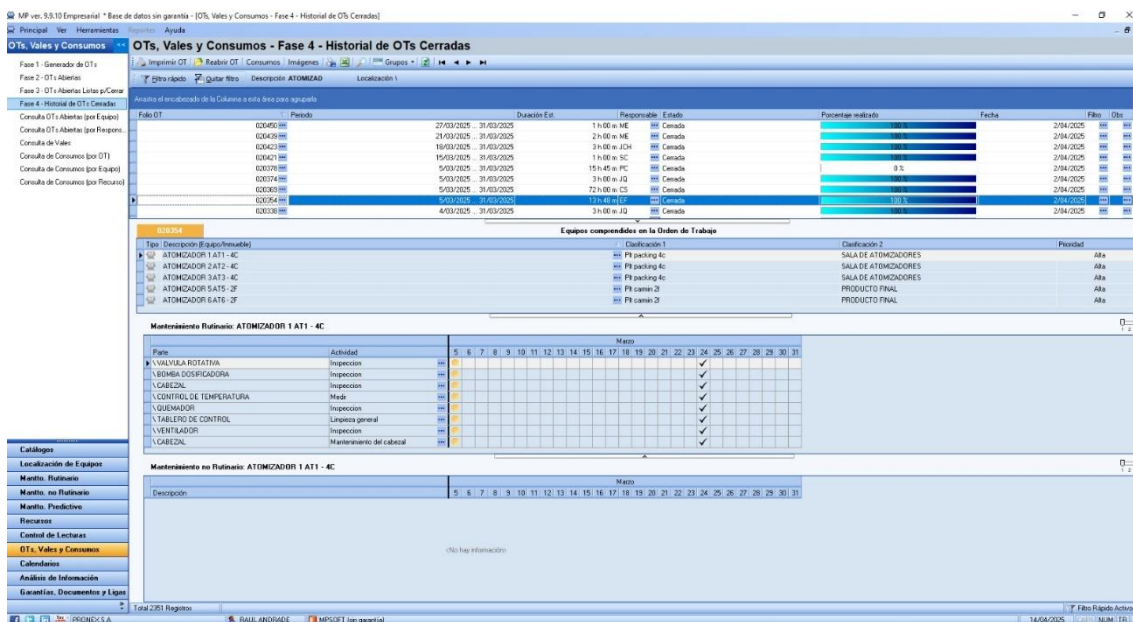 MP ver. 9.9.10 Empresarial * Base de datos sin garantía - [OTs, Vales y Consumos - Fase 4 - Historial de OTs Cerradas]
Principal Ver Herramientas Reportes Ayuda
OTs, Vales y Consumos <<
Fase 1 - Generador de OTs
Fase 2 - OTs Abiertas
Fase 3 - OTs Abiertas Listas p/Cerrar
Fase 4 - Historial de OTs Cerradas
Consulta OTs Abiertas (por Equipo)
Consulta OTs Abiertas (por Respons...
Consulta de Vales
Consulta de Consumos (por OT)
Consulta de Consumos (por Equipo)
Consulta de Consumos (por Recurso)
Catálogos
Localización de Equipos
Mantto. Rutinario
Mantto. no Rutinario
Mantto. Predictivo
Recursos
Control de Lecturas
OTs, Vales y Consumos
Calendarios
Análisis de Información
Garantías, Documentos y Ligas
OTs, Vales y Consumos - Fase 4 - Historial de OTs Cerradas
Imprimir OT Reabrir OT Consumos Imágenes Grupos
Filtro rápido Quitar filtro Descripción ATOMIZAD Localización \
Arrastra el encabezado de la Columna a esta área para agruparla
Folio OT Periodo Duración Est. Responsable Estado Porcentaje realizado Fecha Filtro Obs
020450 27/03/2025 .. 31/03/2025 1 h 00 m ME Cerrada 100 % 2/04/2025
020439 21/03/2025 .. 31/03/2025 2 h 00 m ME Cerrada 100 % 2/04/2025
020423 18/03/2025 .. 31/03/2025 3 h 00 m JCH Cerrada 100 % 2/04/2025
020421 15/03/2025 .. 31/03/2025 1 h 00 m SC Cerrada 100 % 2/04/2025
020378 5/03/2025 .. 31/03/2025 15 h 45 m PC Cerrada 0 % 2/04/2025
020374 5/03/2025 .. 31/03/2025 3 h 00 m JQ Cerrada 100 % 2/04/2025
020369 5/03/2025 .. 31/03/2025 72 h 00 m CS Cerrada 100 % 2/04/2025
020354 5/03/2025 .. 31/03/2025 13 h 48 m EF Cerrada 100 % 2/04/2025
020338 4/03/2025 .. 31/03/2025 3 h 00 m JQ Cerrada 100 % 2/04/2025
020354 Equipos comprendidos en la Orden de Trabajo
Tipo Descripción (Equipo/Inmueble) Clasificación 1 Clasificación 2 Prioridad
ATOMIZADOR 1 AT1 - 4C Plt packing 4c SALA DE ATOMIZADORES Alta
ATOMIZADOR 2 AT2 - 4C Plt packing 4c SALA DE ATOMIZADORES Alta
ATOMIZADOR 3 AT3 - 4C Plt packing 4c SALA DE ATOMIZADORES Alta
ATOMIZADOR 5 AT5 - 2F Plt carmin 2f PRODUCTO FINAL Alta
ATOMIZADOR 6 AT6 - 2F Plt carmin 2f PRODUCTO FINAL Alta
Mantenimiento Rutinario: ATOMIZADOR 1 AT1 - 4C
1 2
Marzo
Parte Actividad 5 6 7 8 9 10 11 12 13 14 15 16 17 18 19 20 21 22 23 24 25 26 27 28 29 30 31
\ VALVULA ROTATIVA Inspeccion
\ BOMBA DOSIFICADORA Inspeccion
\ CABEZAL Inspeccion
\ CONTROL DE TEMPERATURA Medir
\ QUEMADOR Inspeccion
\ TABLERO DE CONTROL Limpieza general
\ VENTILADOR Inspeccion
\ CABEZAL Mantenimiento del cabezal
Mantenimiento no Rutinario: ATOMIZADOR 1 AT1 - 4C
1 2
Marzo
Descripción 5 6 7 8 9 10 11 12 13 14 15 16 17 18 19 20 21 22 23 24 25 26 27 28 29 30 31
<No hay información>
Total 2351 Registros Filtro Rápido Activo
PRONEX S.A. RAUL ANDRADE MPSOFT (sin garantía) 14/04/2025 CAPS NUM TR